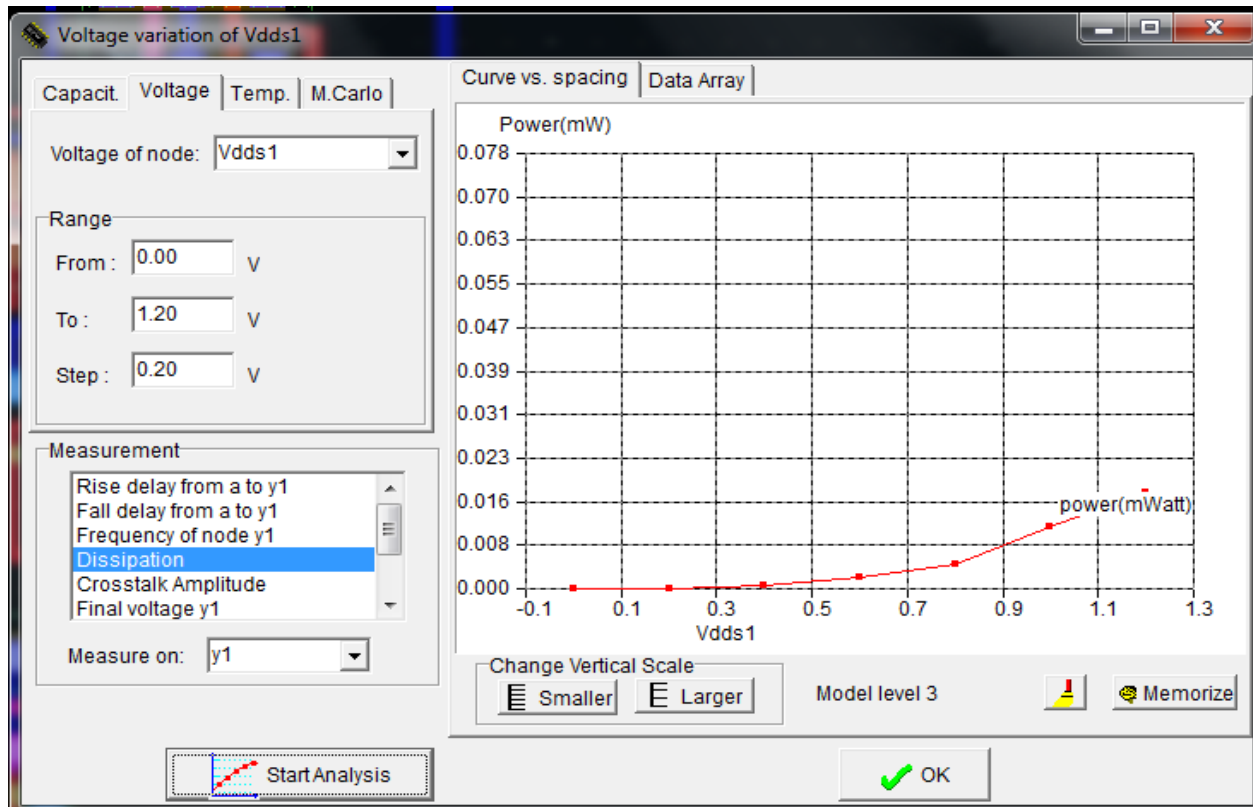 Voltage variation of Vdds1
Capacit. Voltage Temp. M.Carlo
Voltage of node: Vdds1
Range
From : 0.00 V
To : 1.20 V
Step : 0.20 V
Measurement
Rise delay from a to y1
Fall delay from a to y1
Frequency of node y1
Dissipation
Crosstalk Amplitude
Final voltage y1
Measure on: y1
Start Analysis
Curve vs. spacing Data Array
Power(mW)
0.078
0.070
0.063
0.055
0.047
0.039
0.031
0.023
0.016
power(mWatt)
0.008
0.000
-0.1 0.1 0.3 0.5 0.7 0.9 1.1 1.3
Vdds1
Change Vertical Scale
Smaller Larger Model level 3 Memorize
OK